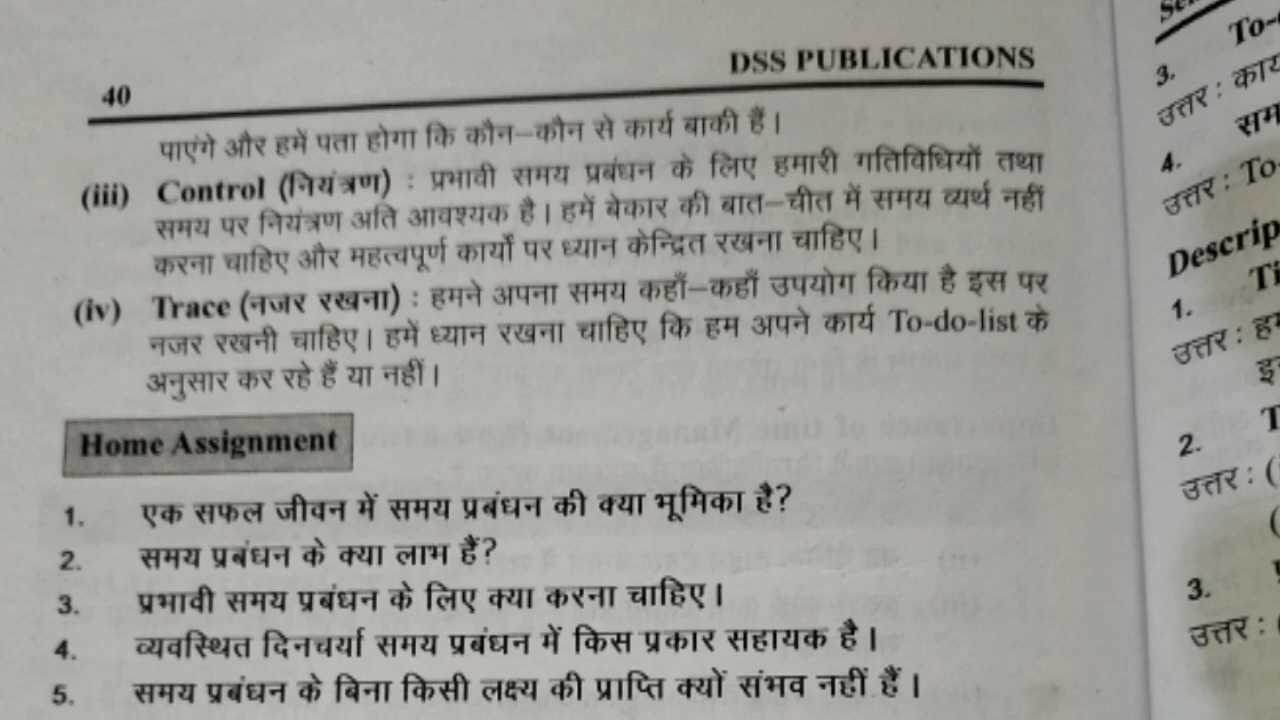 40
DSS PUBLICATIONS
पाएंगे और हमें पता होगा कि कौन–कौन से कार्य बाकी हैं।
(iii) Control (नियंत्रण) : प्रभावी समय प्रबंधन के लिए हमारी गतिविधियों तथा
समय पर नियंत्रण अति आवश्यक है। हमें बेकार की बात–चीत में समय व्यर्थ नहीं
करना चाहिए और महत्वपूर्ण कार्यों पर ध्यान केन्द्रित रखना चाहिए।
(iv) Trace (नजर रखना) : हमने अपना समय कहाँ–कहाँ उपयोग किया है इस पर
नजर रखनी चाहिए। हमें ध्यान रखना चाहिए कि हम अपने कार्य To-do-list के
अनुसार कर रहे हैं या नहीं।
Home Assignment
1. एक सफल जीवन में समय प्रबंधन की क्या भूमिका है?
2. समय प्रबंधन के क्या लाभ हैं?
3. प्रभावी समय प्रबंधन के लिए क्या करना चाहिए।
4. व्यवस्थित दिनचर्या समय प्रबंधन में किस प्रकार सहायक है।
5. समय प्रबंधन के बिना किसी लक्ष्य की प्राप्ति क्यों संभव नहीं हैं।
3.
उत्तर :
4.
उत्तर : To-
1.
उत्तर :
2.
उत्तर : (
(
3.
उत्तर : (